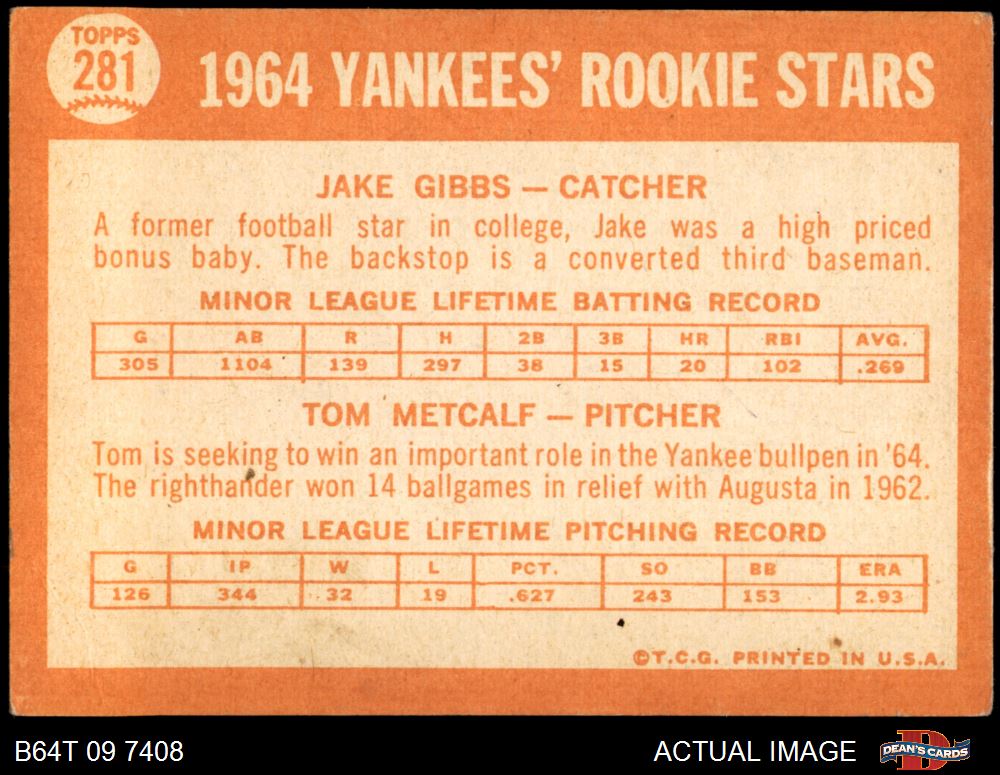 TOPPS
281
1964 YANKEES' ROOKIE STARS
JAKE GIBBS — CATCHER
A former football star in college, Jake was a high priced
bonus baby. The backstop is a converted third baseman.
MINOR LEAGUE LIFETIME BATTING RECORD
G AB R H 2B 3B HR RBI AVG.
305 1104 139 297 38 15 20 102 .269
TOM METCALF — PITCHER
Tom is seeking to win an important role in the Yankee bullpen in '64.
The righthander won 14 ballgames in relief with Augusta in 1962.
MINOR LEAGUE LIFETIME PITCHING RECORD
G IP W L PCT. SO BB ERA
126 344 32 19 .627 243 153 2.93
©T.C.G. PRINTED IN U.S.A.
B64T 09 7408
ACTUAL IMAGE
D
DEAN'S CARDS